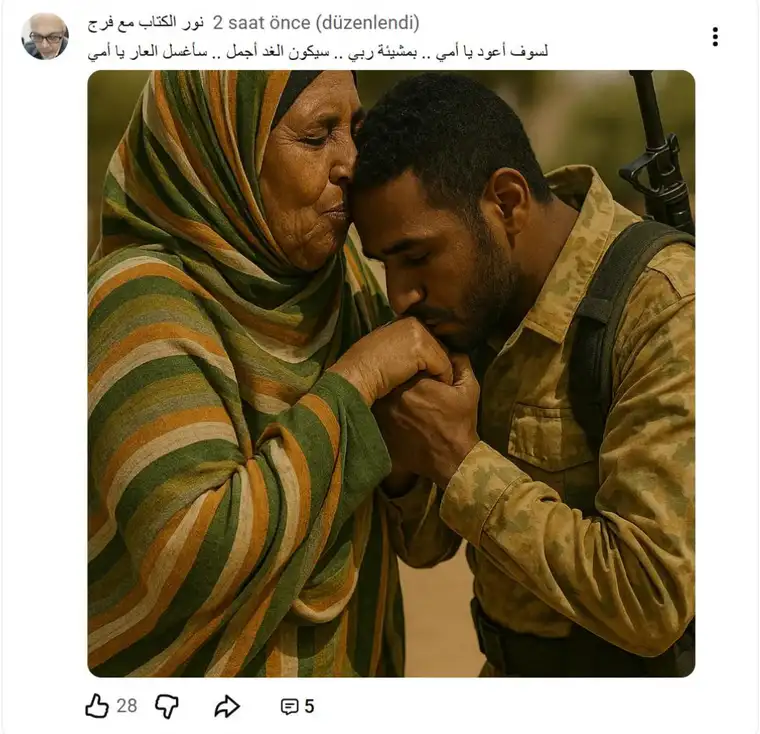 نور الكتاب مع فرج 2 saat önce (düzenlendi)
لسوف أعود يا أمي .. بمشيئة ربي .. سيكون الغد أجمل .. سأغسل العار يا أمي
28
5